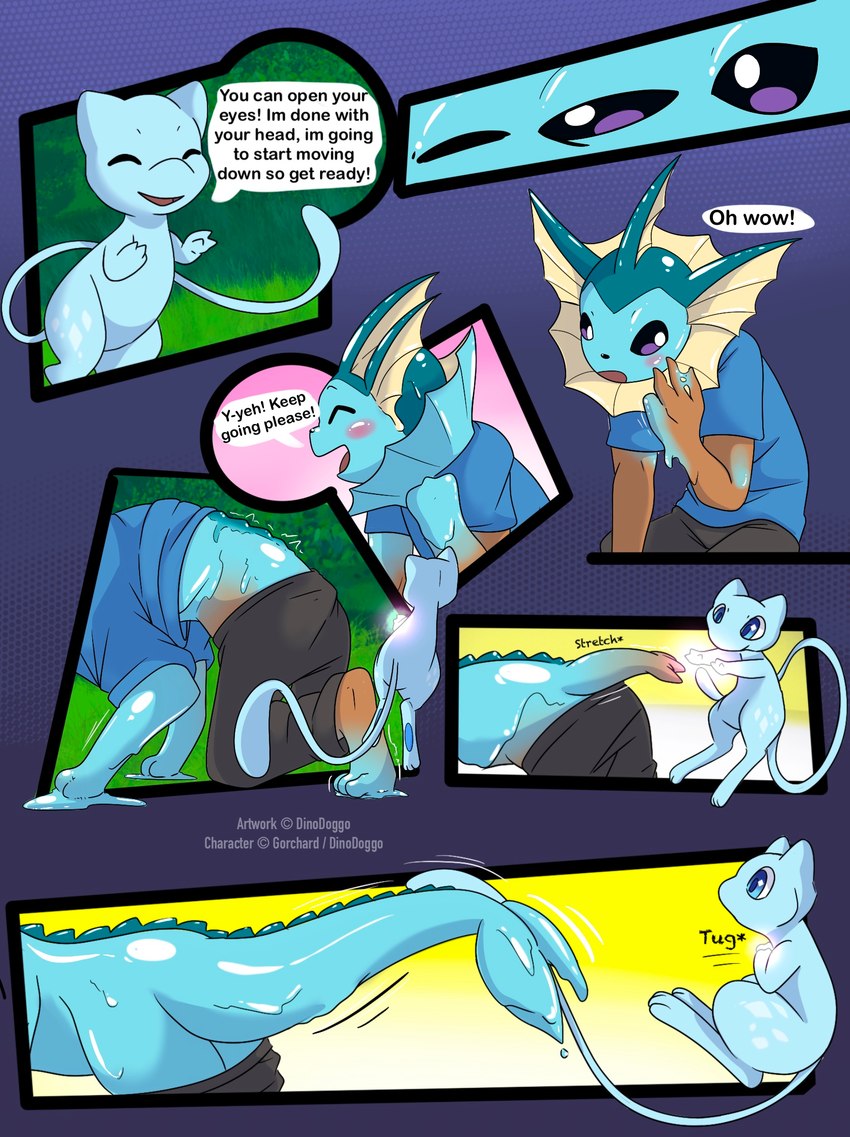 You can open your
eyes! Im done with
your head, im going
to start moving
down so get ready!
Oh wow!
Y-yeh! Keep
going please!
Stretch*
Artwork © DinoDoggo
Character © Gorchard / DinoDoggo
Tug*